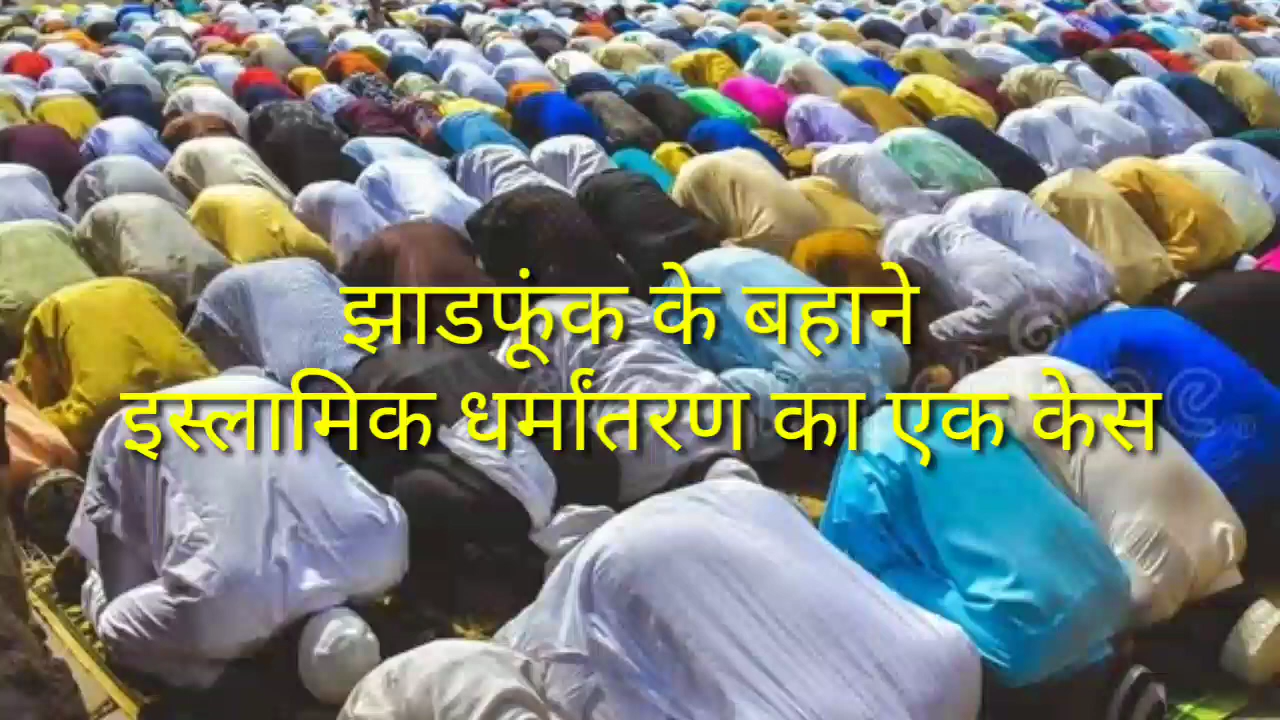 झाडफूंक के बहाने
इस्लामिक धर्मांतरण का एक केस